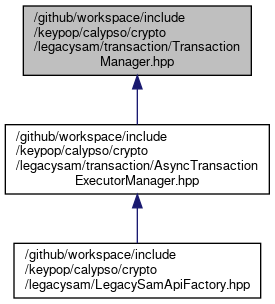 /github/workspace/include
/keypop/calypso/crypto
/legacysam/transaction/Transaction
Manager.hpp
/github/workspace/include
/keypop/calypso/crypto
/legacysam/transaction/AsyncTransaction
ExecutorManager.hpp
/github/workspace/include
/keypop/calypso/crypto
/legacysam/LegacySamApiFactory.hpp